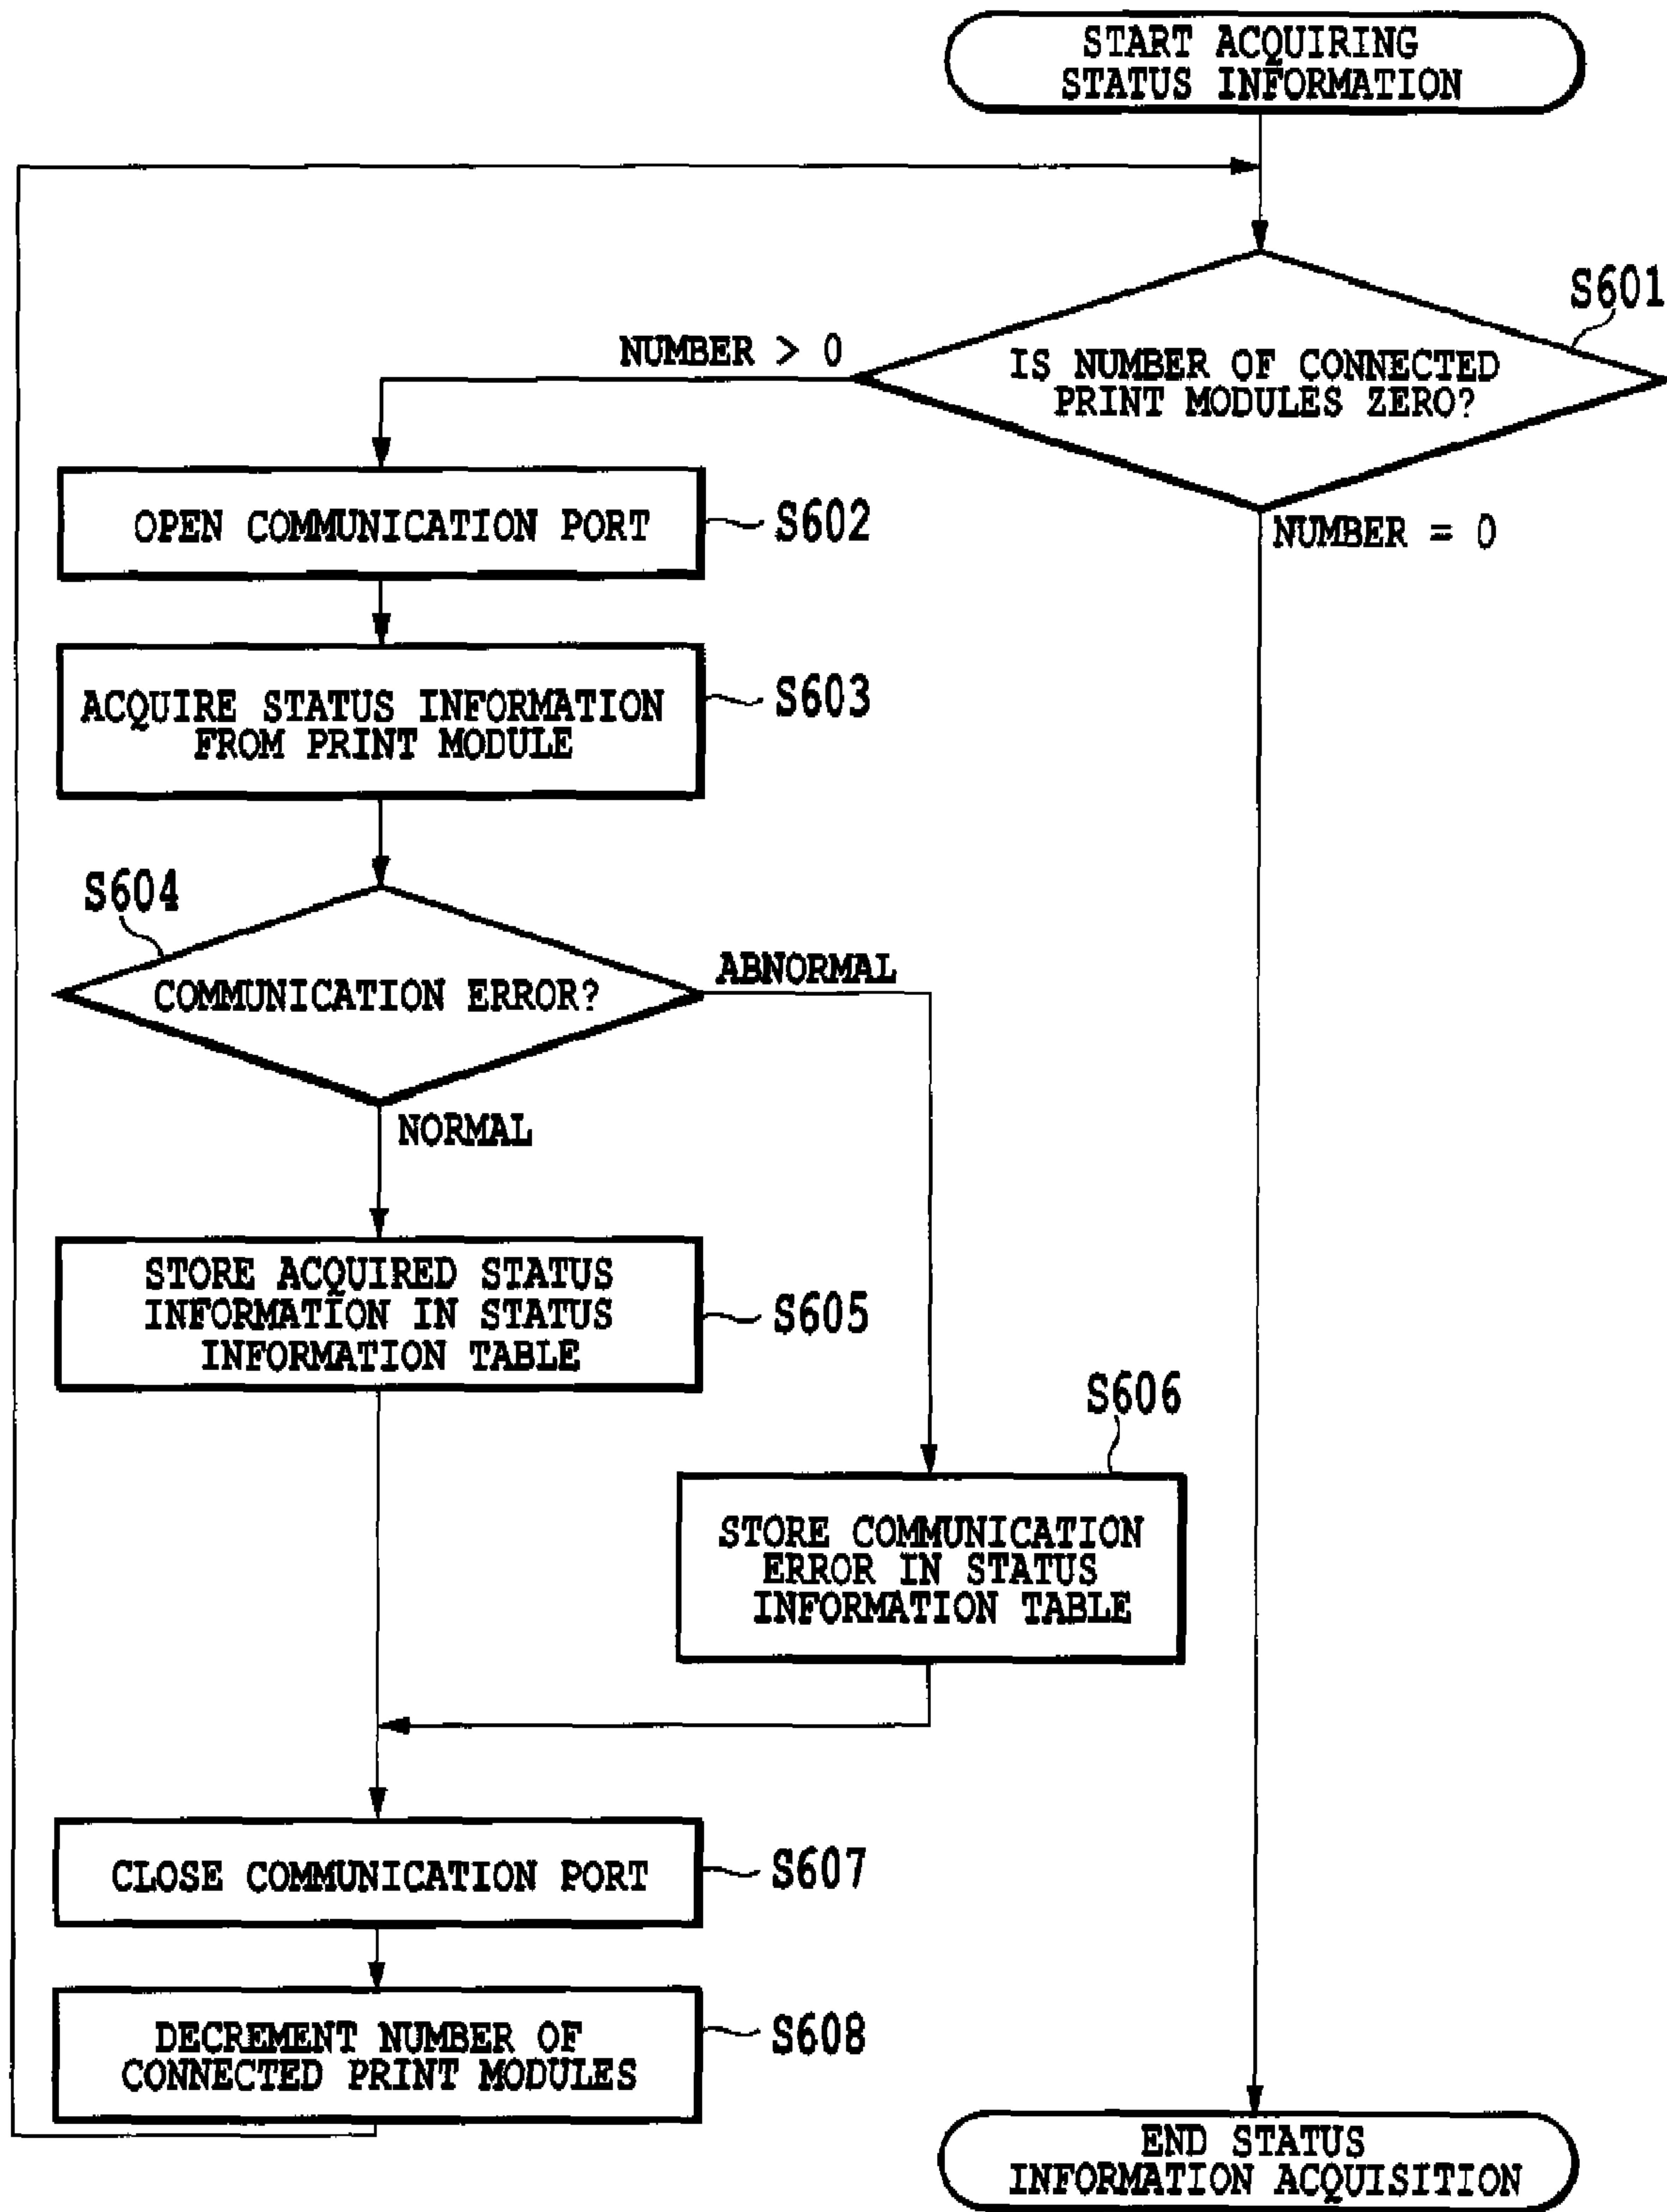 START ACQUIRING
STATUS INFORMATION
S601
NUMBER > 0
IS NUMBER OF CONNECTED
PRINT MODULES ZERO?
OPEN COMMUNICATION PORT
S602
NUMBER = 0
ACQUIRE STATUS INFORMATION
FROM PRINT MODULE
S603
S604
COMMUNICATION ERROR?
ABNORMAL
NORMAL
STORE ACQUIRED STATUS
INFORMATION IN STATUS
INFORMATION TABLE
S605
S606
STORE COMMUNICATION
ERROR IN STATUS
INFORMATION TABLE
CLOSE COMMUNICATION PORT
S607
DECREMENT NUMBER OF
CONNECTED PRINT MODULES
S608
END STATUS
INFORMATION ACQUISITION